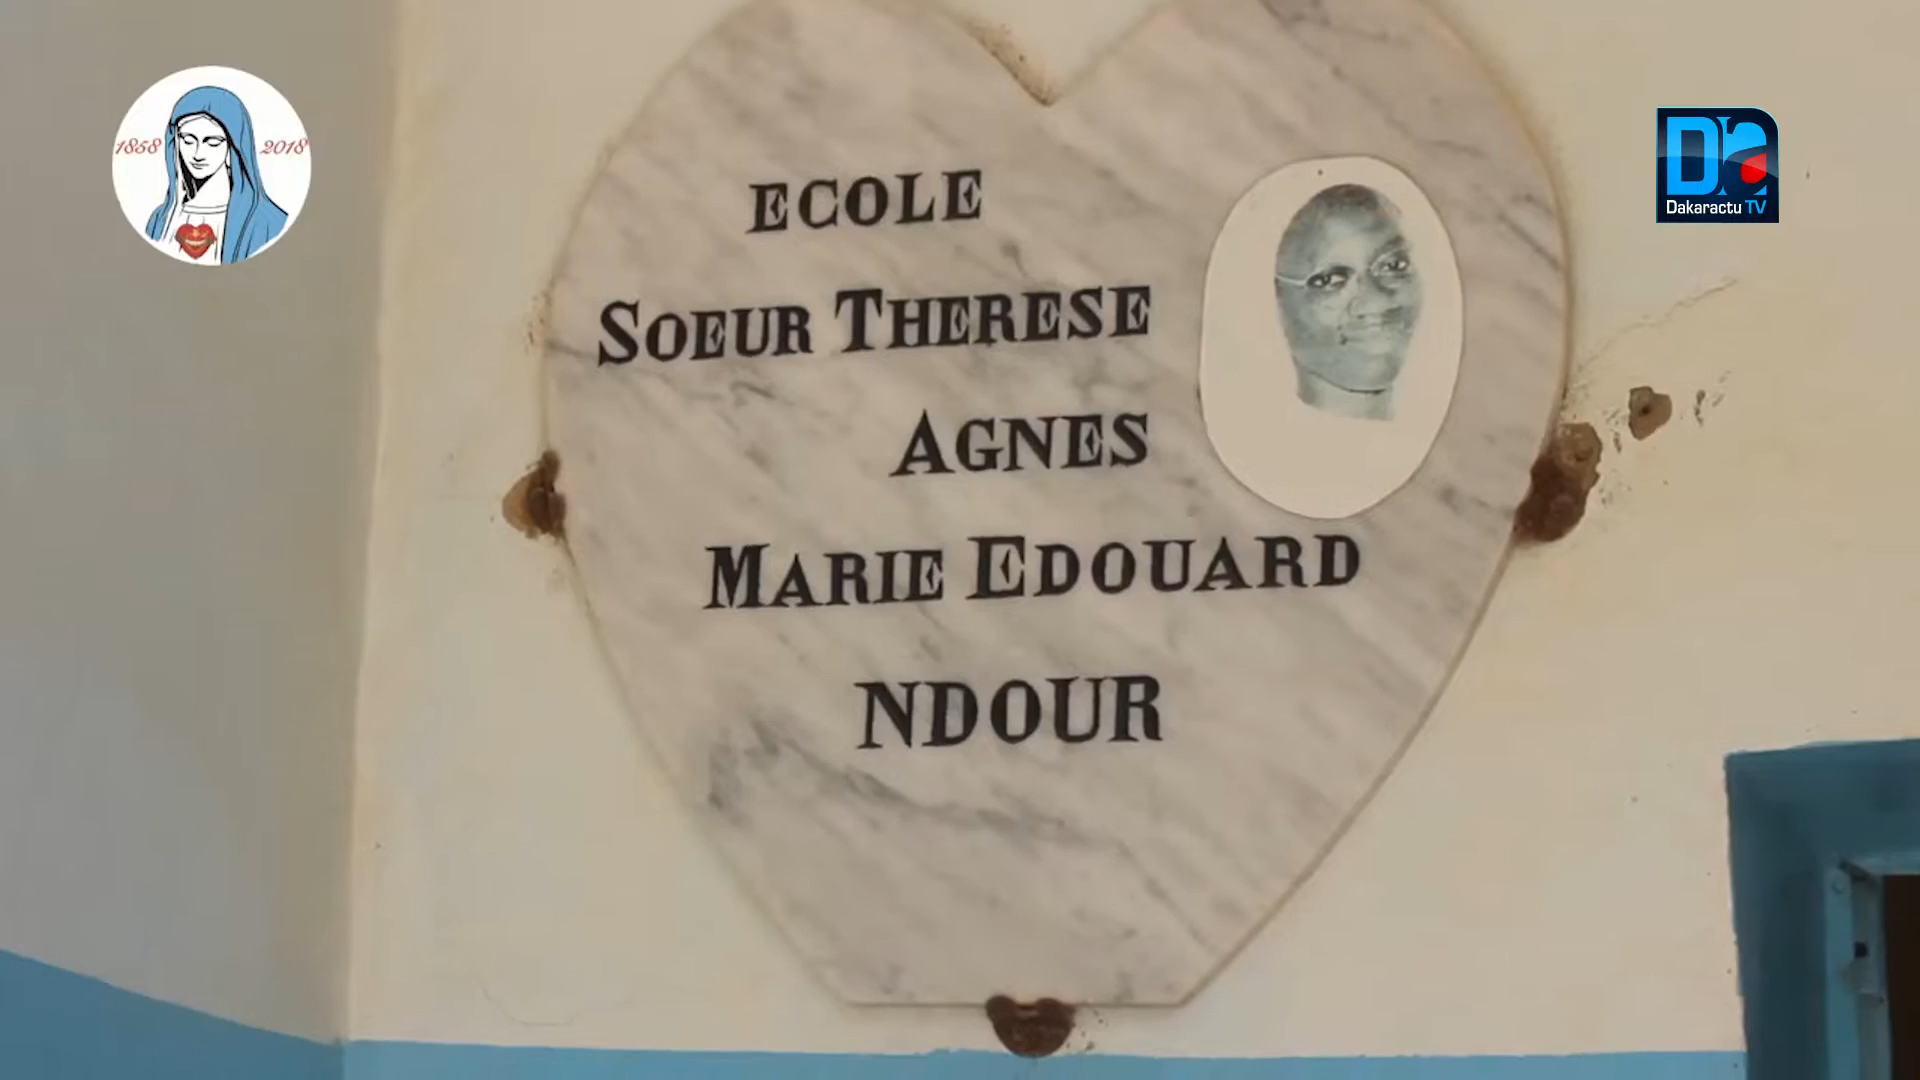 1858 2018
Dakaractu TV
ECOLE
SOEUR THERESE
AGNES
MARIE EDOUARD
NDOUR